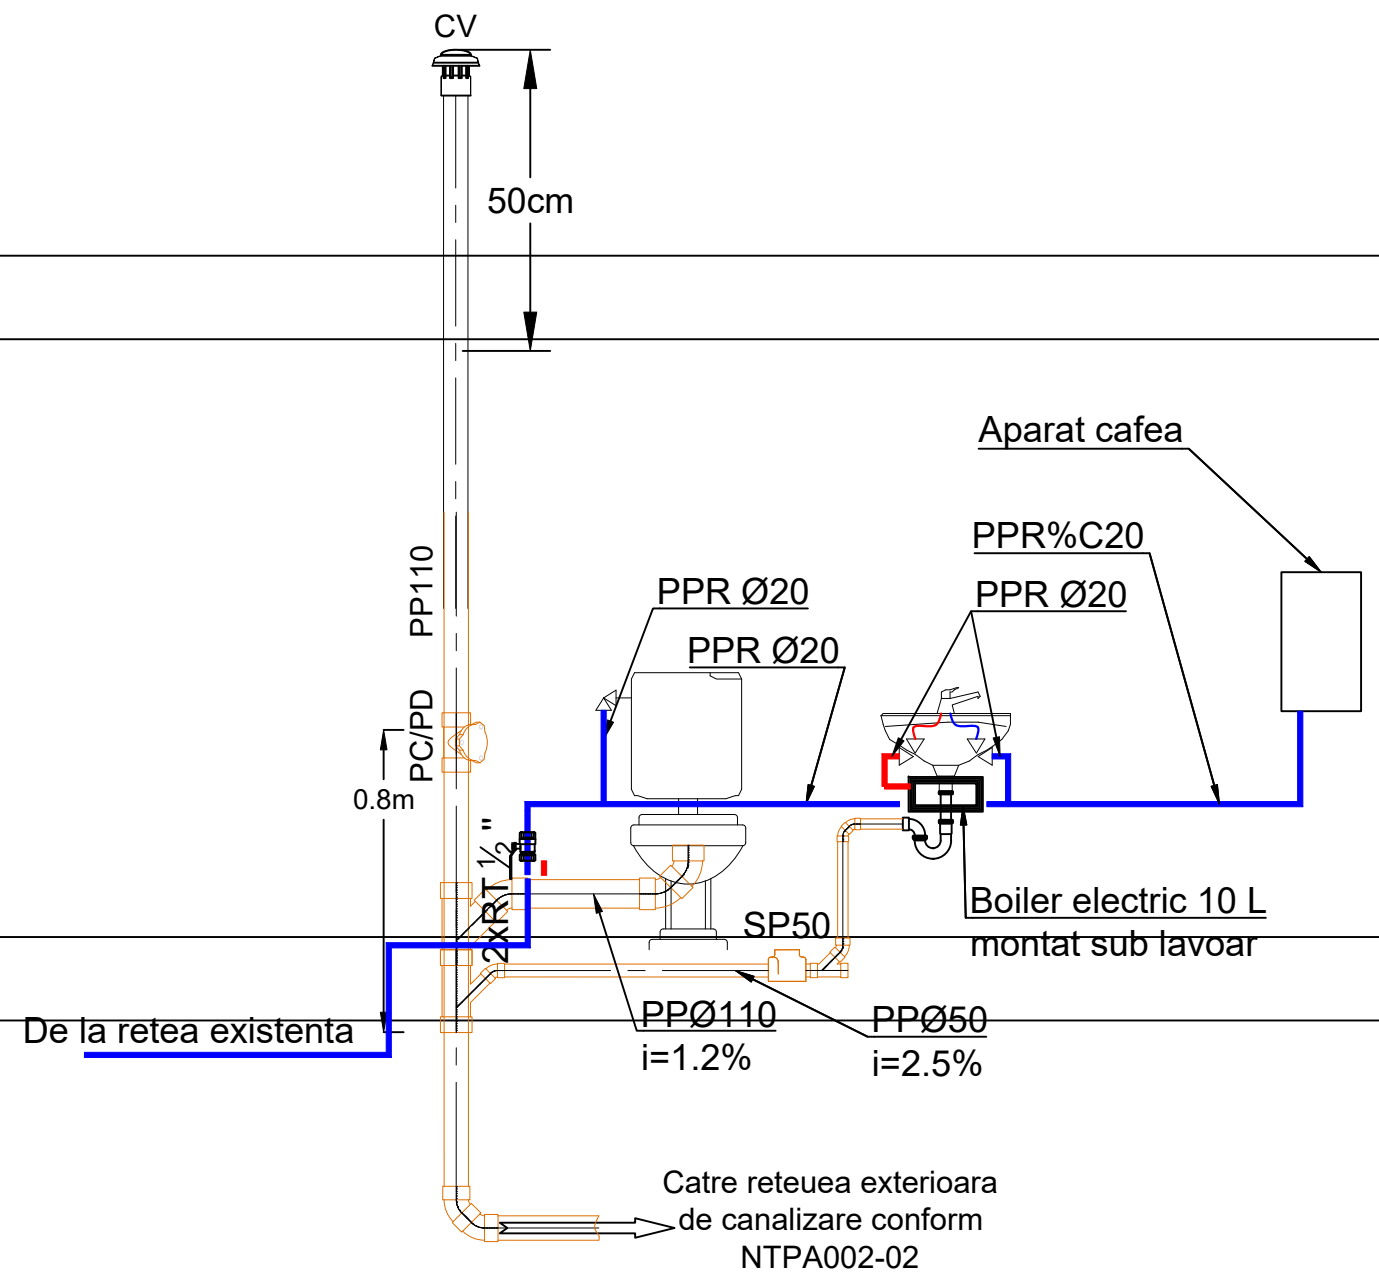 CV
50cm
Aparat cafea
PPR%C20
PP110
PPR Ø20
PPR Ø20
PPR Ø20
PC/PD
0.8m
2xRT 1/2 "
Boiler electric 10 L
montat sub lavoar
SP50
De la retea existenta
PPØ110
i=1.2%
PPØ50
i=2.5%
Catre reteuea exterioara
de canalizare conform
NTPA002-02